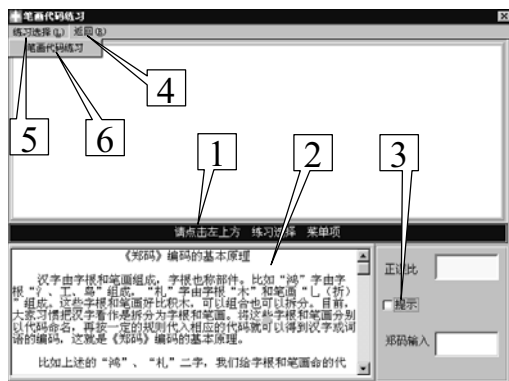 笔画代码练习
练习选择(L) 返回(R)
笔画代码练习
4
5
6
1
2
3
请点击左上方 练习选择 菜单项
《郑码》编码的基本原理
汉字由字根和笔画组成，字根也称部件。比如“鸿”字由字
根“氵、工、鸟”组成，“札”字由字根“木”和笔画“乚（折）
”组成。这些字根和笔画好比积木，可以组合也可以拆分。目前，
大家习惯把汉字看作是拆分为字根和笔画。将这些字根和笔画分别
以代码命名，再按一定的规则代入相应的代码就可以得到汉字或词
语的编码，这就是《郑码》编码的基本原理。
比如上述的“鸿”、“札”二字，我们给字根和笔画命的代
正误比
提示
郑码输入